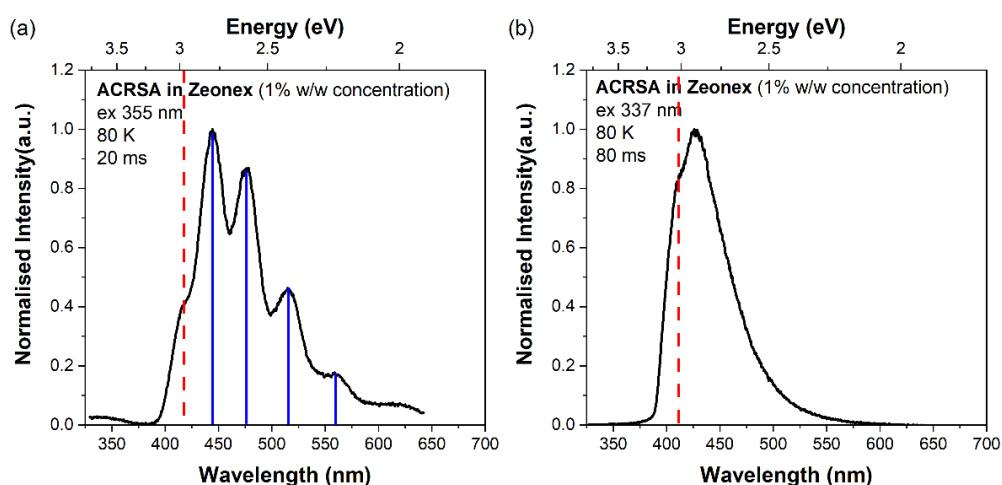 (a)
Energy (eV)
3.5 3 2.5 2
ACRSA in Zeonex (1% w/w concentration)
ex 355 nm
80 K
20 ms
Normalised Intensity(a.u.)
1.2
1.0
0.8
0.6
0.4
0.2
0.0
350 400 450 500 550 600 650 700
Wavelength (nm)
(b)
Energy (eV)
3.5 3 2.5 2
ACRSA in Zeonex (1% w/w concentration)
ex 337 nm
80 K
80 ms
Normalised Intensity(a.u.)
1.2
1.0
0.8
0.6
0.4
0.2
0.0
350 400 450 500 550 600 650 700
Wavelength (nm)